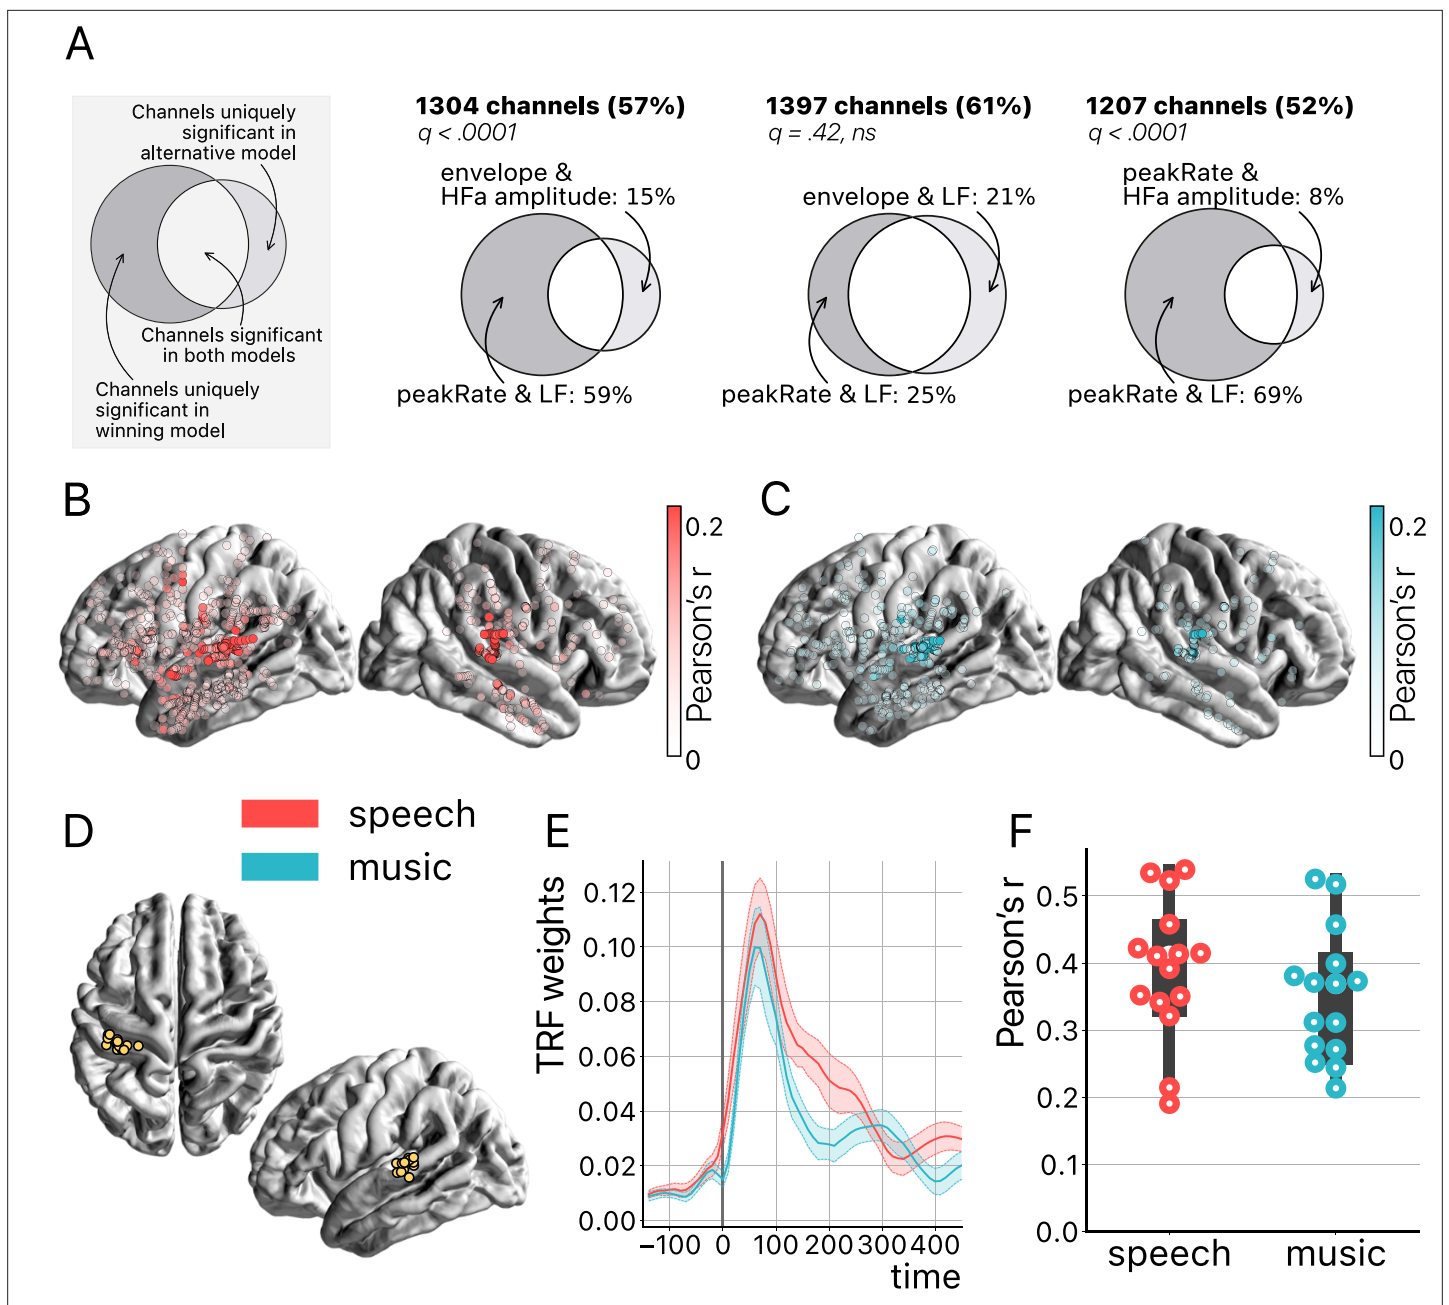 A
Channels uniquely
significant in
alternative model
Channels significant
in both models
Channels uniquely
significant in
winning model
1304 channels (57%)
q < .0001
envelope &
HFa amplitude: 15%
peakRate & LF: 59%
1397 channels (61%)
q = .42, ns
envelope & LF: 21%
peakRate & LF: 25%
1207 channels (52%)
q < .0001
peakRate &
HFa amplitude: 8%
peakRate & LF: 69%
B
0.2
Pearson's r
0
C
0.2
Pearson's r
0
D
speech
music
E
TRF weights
0.12
0.10
0.08
0.06
0.04
0.02
0.00
−100 0 100 200 300 400
time
F
Pearson's r
0.5
0.4
0.3
0.2
0.1
0.0
speech music